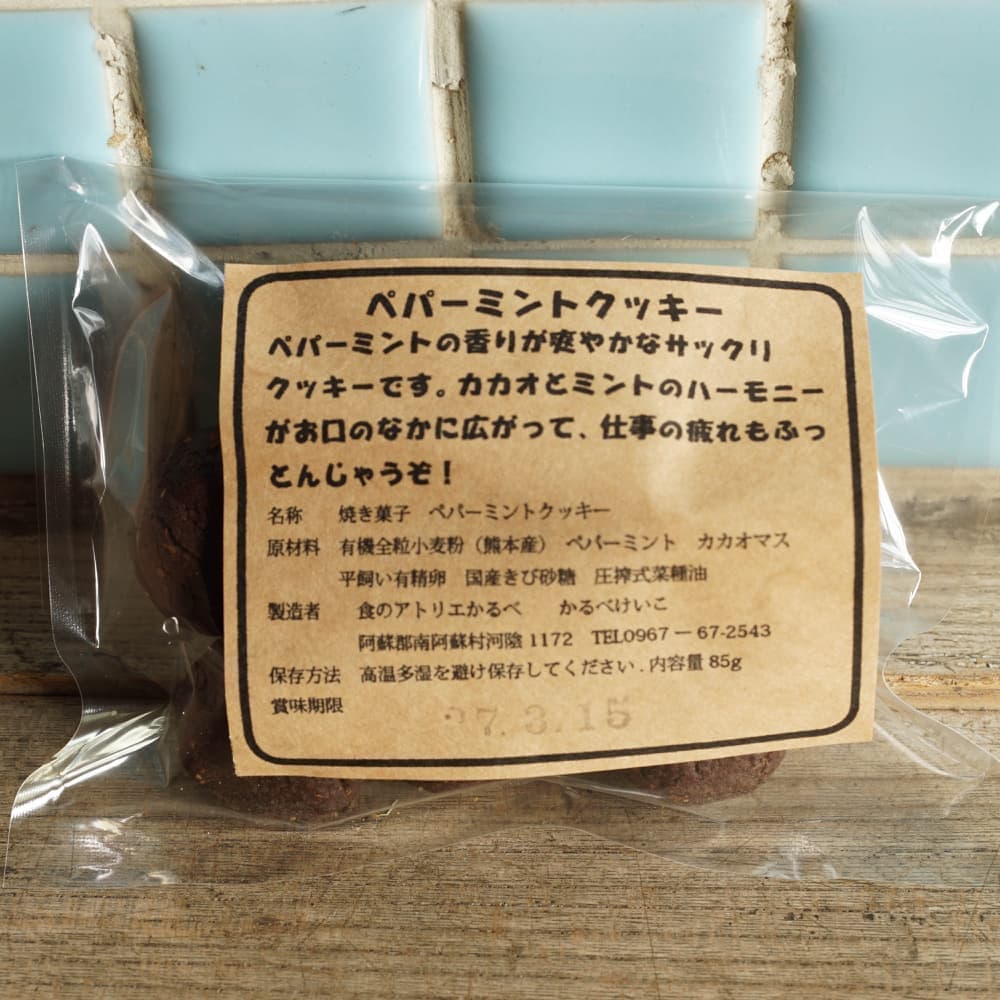 ペパーミントクッキー
ペパーミントの香りが爽やかなサックリ
クッキーです。カカオとミントのハーモニー
がお口のなかに広がって、仕事の疲れもふっ
とんじゃうぞ！
名称　焼き菓子　ペパーミントクッキー
原材料　有機全粒小麦粉（熊本産）　ペパーミント　カカオマス
平飼い有精卵　国産きび砂糖　圧搾式菜種油
製造者　食のアトリエかるべ　かるべけいこ
阿蘇郡南阿蘇村河陰 1172　TEL0967－67-2543
保存方法　高温多湿を避け保存してください．内容量 85g
賞味期限　27.3.15